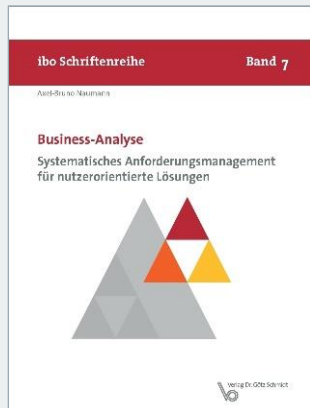 ibo Schriftenreihe Band 7
Axel-Bruno Naumann
Business-Analyse
Systematisches Anforderungsmanagement
für nutzerorientierte Lösungen
Verlag Dr. Götz Schmidt